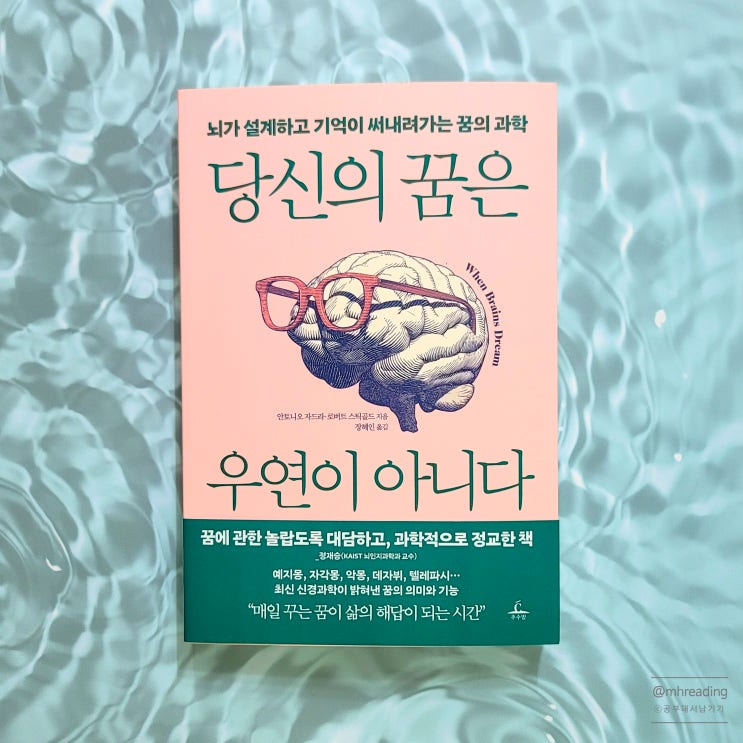 뇌가 설계하고 기억이 써내려가는 꿈의 과학
당신의 꿈은
When Brains Dream
안토니오 자드라·로버트 스틱골드 지음
장혜인 옮김
우연이 아니다
꿈에 관한 놀랍도록 대담하고, 과학적으로 정교한 책
_정재승(KAIST 뇌인지과학과 교수)
예지몽, 자각몽, 악몽, 데자뷔, 텔레파시…
최신 신경과학이 밝혀낸 꿈의 의미와 기능
“매일 꾸는 꿈이 삶의 해답이 되는 시간”
추수밭
@mhreading
공부해서남기기